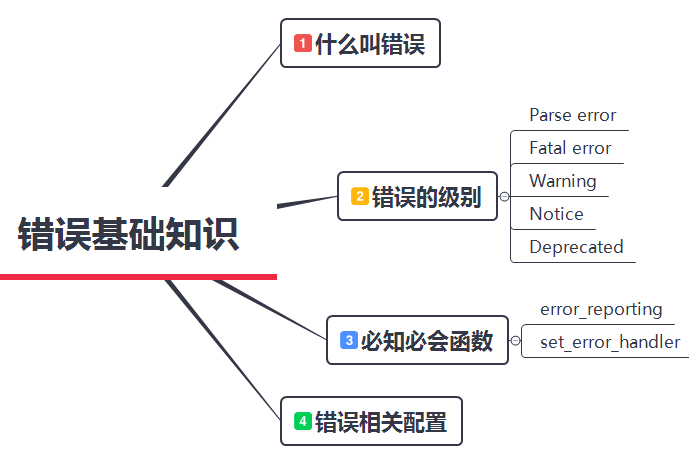 错误基础知识
1 什么叫错误
2 错误的级别
Parse error
Fatal error
Warning
Notice
Deprecated
3 必知必会函数
error_reporting
set_error_handler
4 错误相关配置